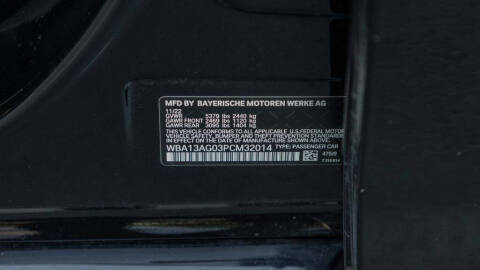 MFD BY BAYERISCHE MOTOREN WERKE AG
11/22
GVWR 5379 lbs 2440 kg
GAWR FRONT 2469 lbs 1120 kg
GAWR REAR 3095 lbs 1404 kg
THIS VEHICLE CONFORMS TO ALL APPLICABLE U.S. FEDERAL MOTOR
VEHICLE SAFETY, BUMPER AND THEFT PREVENTION STANDARDS
IN EFFECT ON THE DATE OF MANUFACTURE SHOWN ABOVE.
WBA13AG03PCM32014 TYPE: PASSENGER CAR